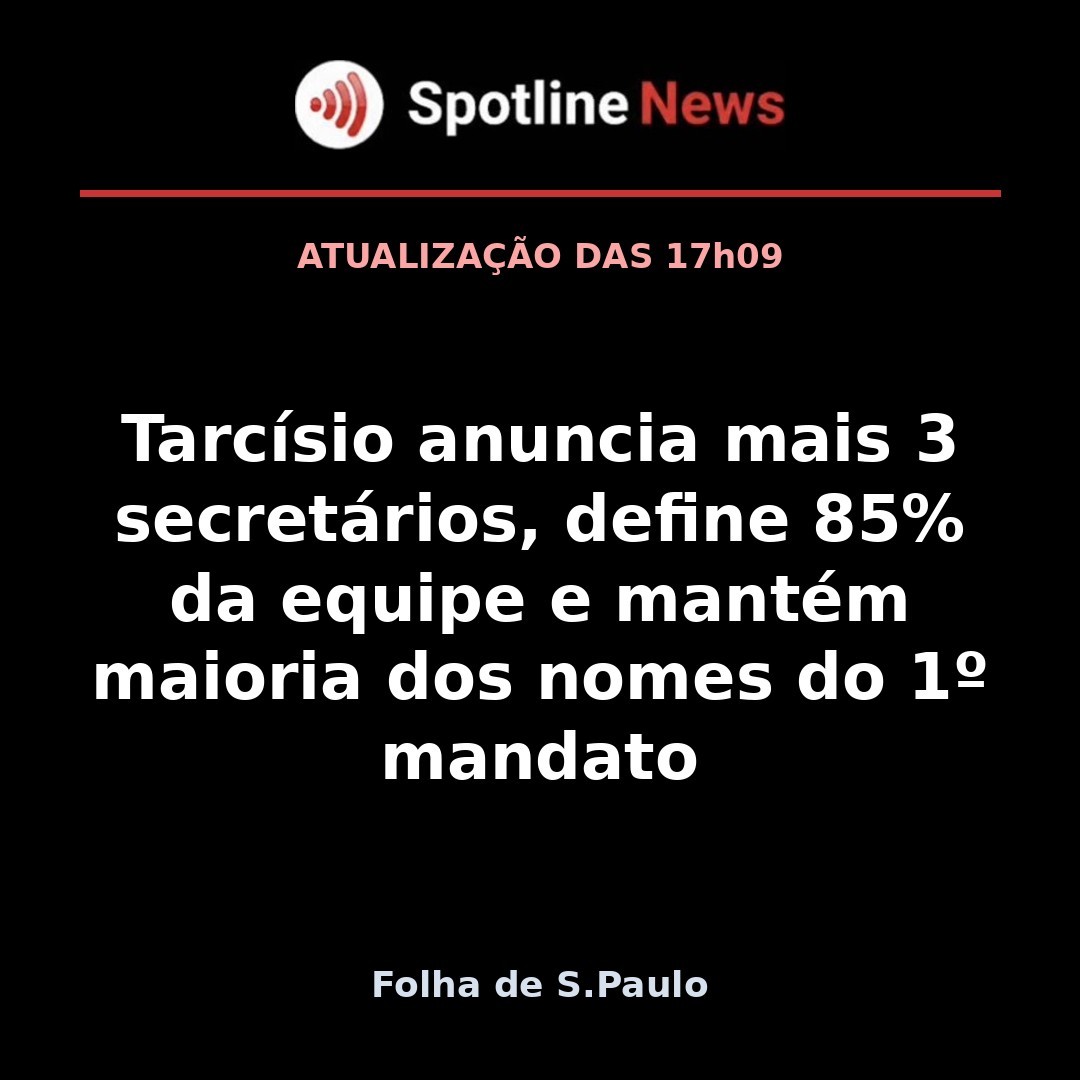 Spotline News
ATUALIZAÇÃO DAS 17h09
Tarcísio anuncia mais 3
secretários, define 85%
da equipe e mantém
maioria dos nomes do 1º
mandato
Folha de S.Paulo